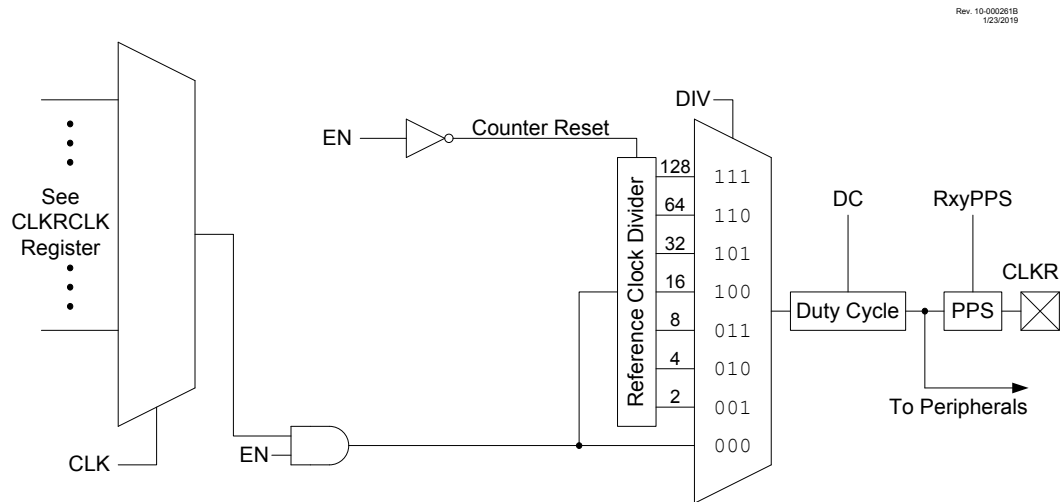 Rev. 10-000261B
1/23/2019
DIV
EN
Counter Reset
See
CLKRCLK
Register
Reference Clock Divider
128
111
64
110
32
101
16
100
8
011
4
010
2
001
000
DC
RxyPPS
CLKR
Duty Cycle
PPS
To Peripherals
EN
CLK